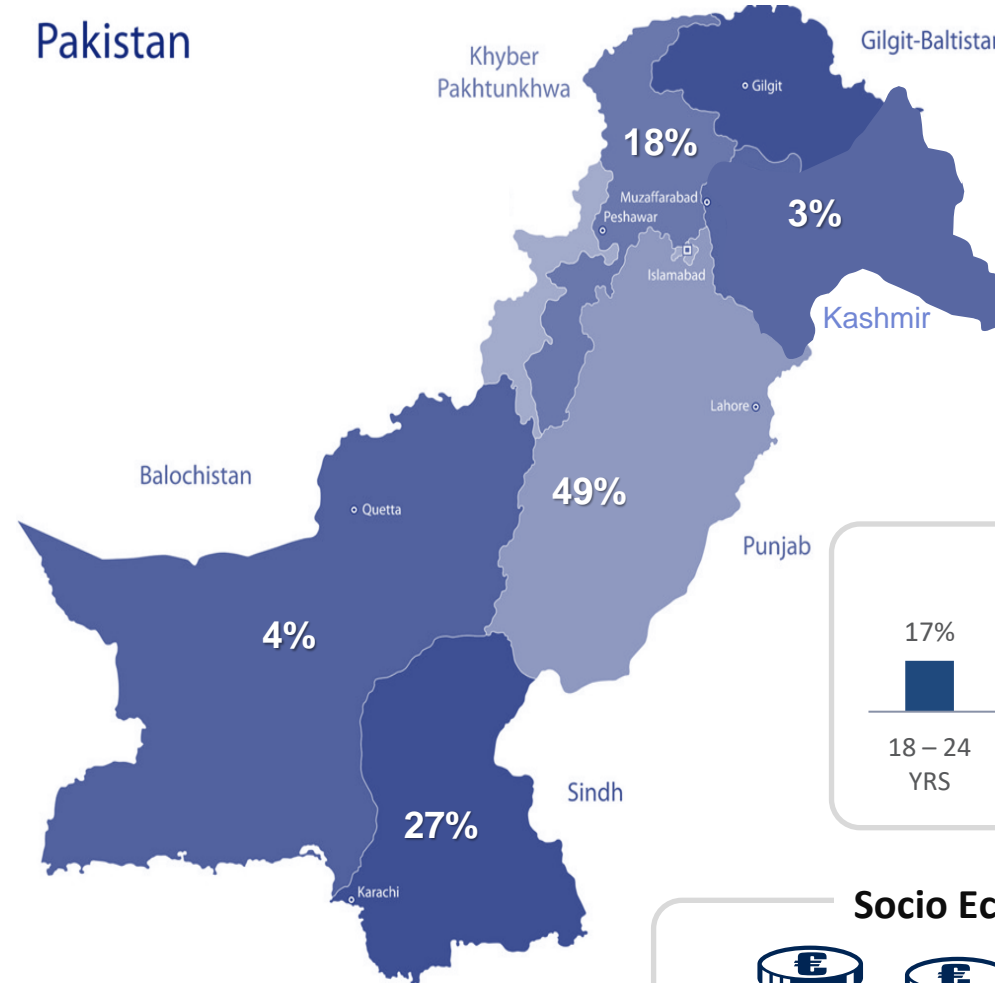 Pakistan
Khyber
Pakhtunkhwa
Gilgit-Baltistan
Gilgit
18%
Muzaffarabad
3%
Peshawar
Islamabad
Kashmir
Lahore
Balochistan
49%
Quetta
Punjab
4%
17%
18 – 24
YRS
Sindh
27%
Karachi
Socio Ec